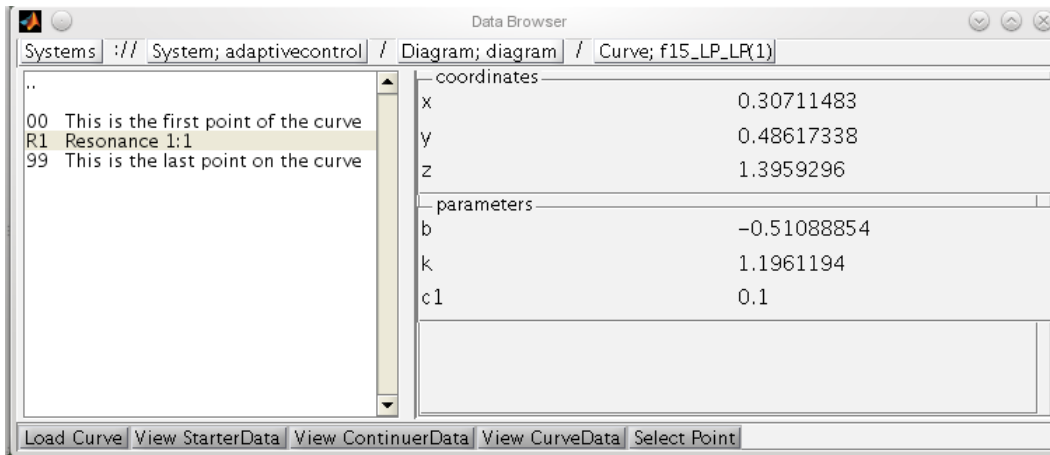 Data Browser
Systems :// System; adaptivecontrol / Diagram; diagram / Curve; f15_LP_LP(1)
..
00 This is the first point of the curve
R1 Resonance 1:1
99 This is the last point on the curve
coordinates
x 0.30711483
y 0.48617338
z 1.3959296
parameters
b -0.51088854
k 1.1961194
c1 0.1
Load Curve View StarterData View ContinuerData View CurveData Select Point